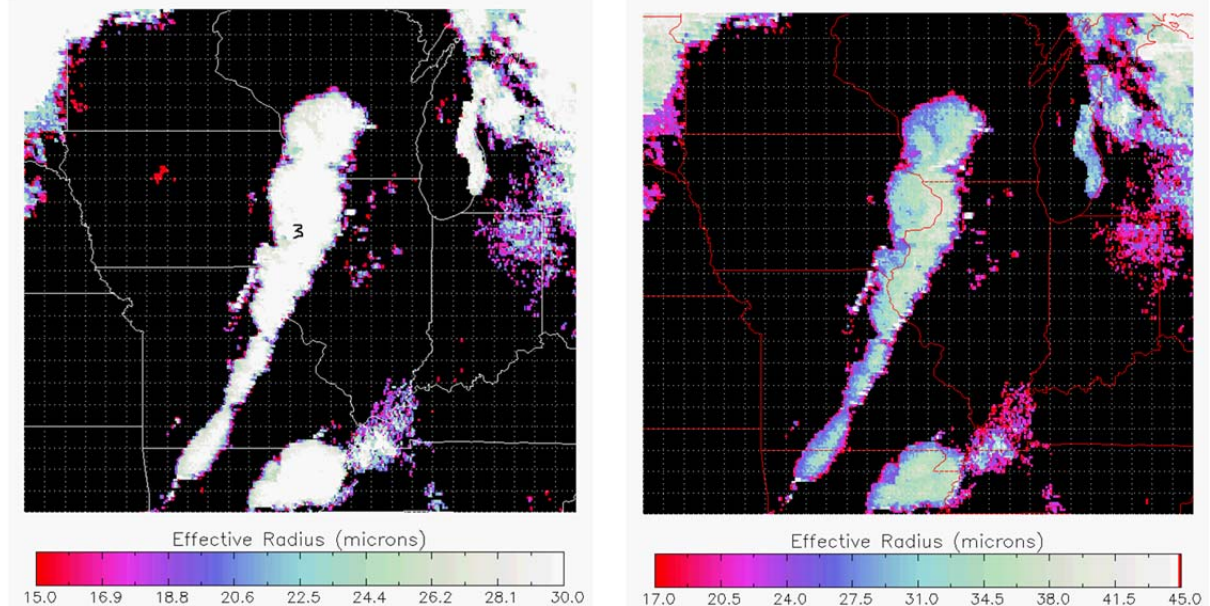 3
Effective Radius (microns)
15.0 16.9 18.8 20.6 22.5 24.4 26.2 28.1 30.0
Effective Radius (microns)
17.0 20.5 24.0 27.5 31.0 34.5 38.0 41.5 45.0